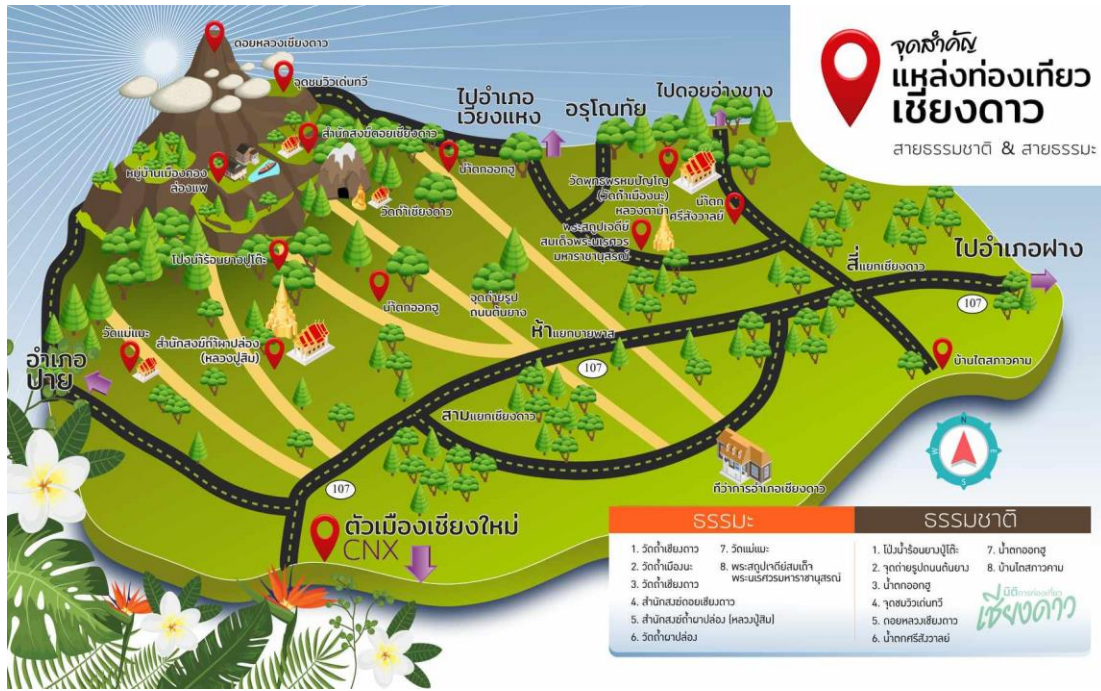 จุดสำคัญ
แหล่งท่องเที่ยว
เชียงดาว
สายธรรมชาติ & สายธรรมะ
ดอยหลวงเชียงดาว
จุดชมวิวเด่นทวี
ไปอำเภอ
เวียงแหง
อรุโณทัย
ไปดอยอ่างขาง
สำนักสงฆ์ดอยเชียงดาว
น้ำตกออกฮู
หมู่บ้านเมืองคอง
ล่องแพ
วัดถ้ำเชียงดาว
วัดพุทธพรหมปัญโญ
(วัดถ้ำเมืองนะ)
หลวงตาม้า
น้ำตก
ศรีสังวาลย์
พระสถูปเจดีย์
สมเด็จพระนเรศวร
มหาราชานุสรณ์
โป่งน้ำร้อนยางปูโต๊ะ
น้ำตกออกฮู
จุดถ่ายรูป
ถนนต้นยาง
สี่แยกเชียงดาว
ไปอำเภอฝาง
107
ห้าแยกบายพาส
107
วัดแม่แมะ
สำนักสงฆ์ถ้ำผาปล่อง
(หลวงปู่สิม)
อำเภอ
ปาย
บ้านไตสภาวคาม
สามแยกเชียงดาว
ที่ว่าการอำเภอเชียงดาว
107
ตัวเมืองเชียงใหม่
CNX
N
E
S
W
ธรรมะ
1. วัดถ้ำเชียงดาว
2. วัดถ้ำเมืองนะ
3. วัดถ้ำเชียงดาว
4. สำนักสงฆ์ดอยเชียงดาว
5. สำนักสงฆ์ถ้ำผาปล่อง (หลวงปู่สิม)
6. วัดถ้ำผาปล่อง
7. วัดแม่แมะ
8. พระสถูปเจดีย์สมเด็จ
พระนเรศวรมหาราชานุสรณ์
ธรรมชาติ
1. โป่งน้ำร้อนยางปู่โต๊ะ
2. จุดถ่ายรูปถนนต้นยาง
3. น้ำตกออกฮู
4. จุดชมวิวเด่นทวี
5. ดอยหลวงเชียงดาว
6. น้ำตกศรีสังวาลย์
7. น้ำตกออกฮู
8. บ้านไตสภาวคาม
มิติการท่องเที่ยว
เชียงดาว